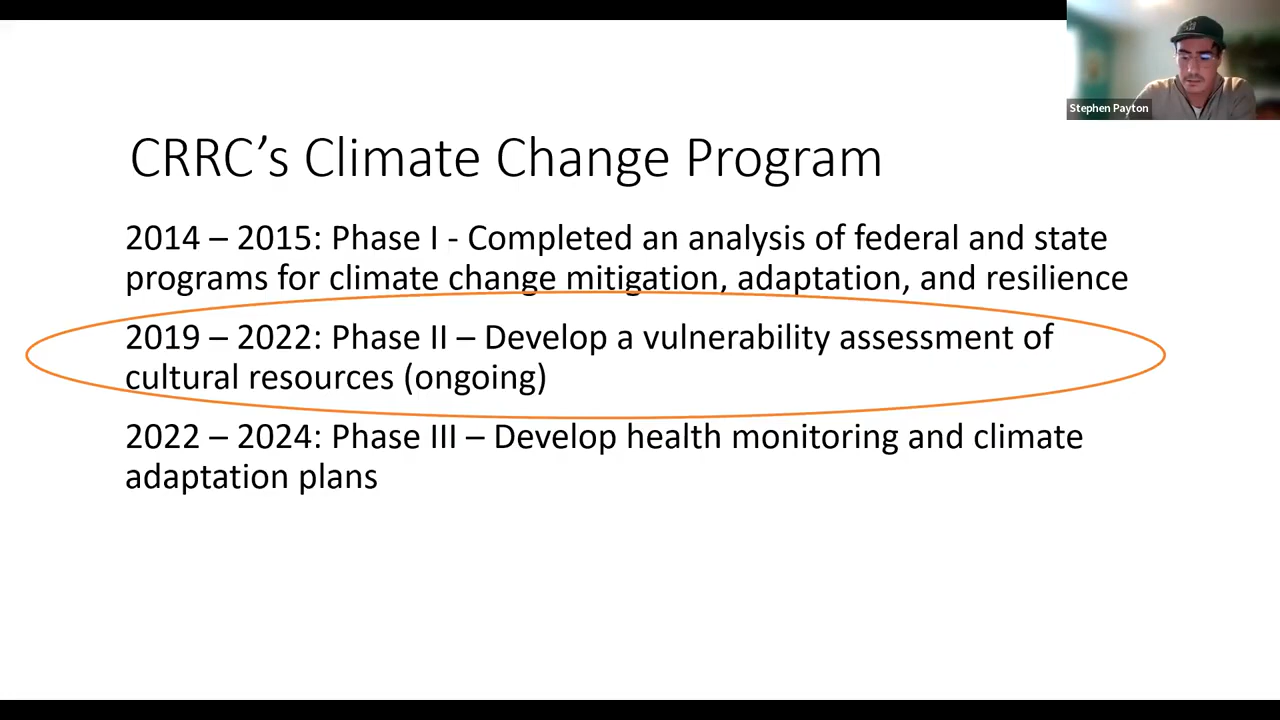 Stephen Payton
CRRC’s Climate Change Program
2014 – 2015: Phase I - Completed an analysis of federal and state
programs for climate change mitigation, adaptation, and resilience
2019 – 2022: Phase II – Develop a vulnerability assessment of
cultural resources (ongoing)
2022 – 2024: Phase III – Develop health monitoring and climate
adaptation plans